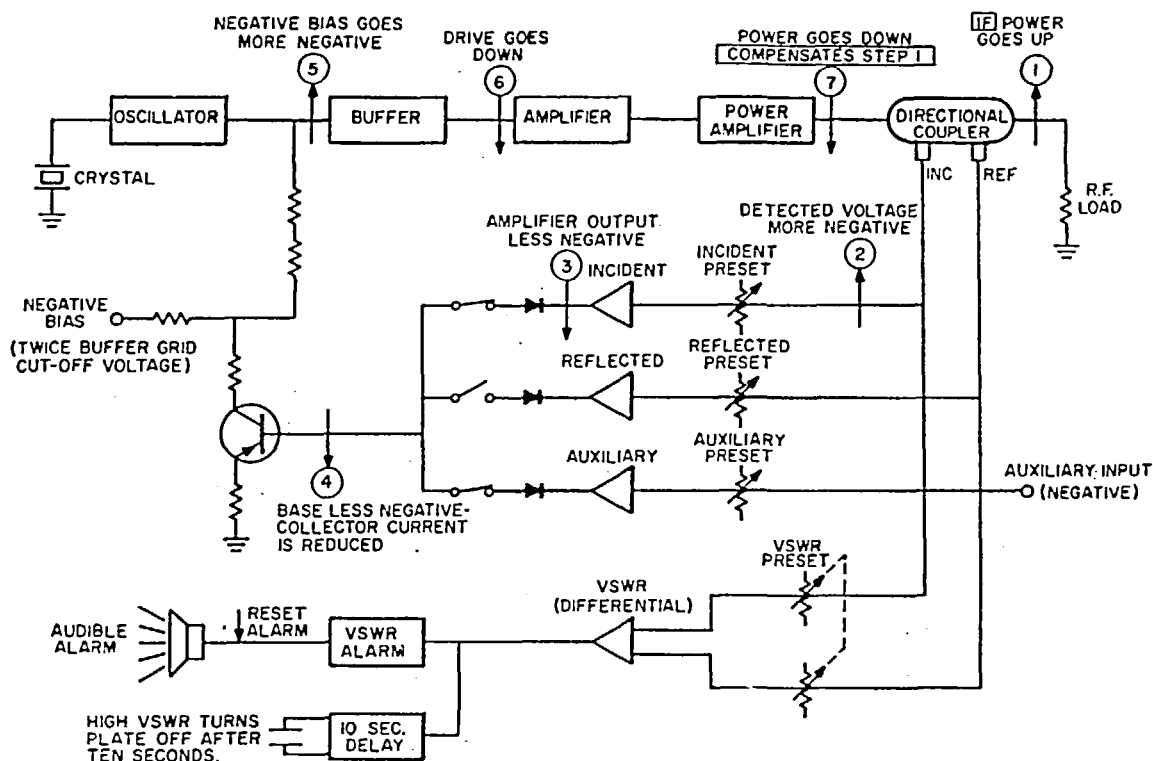 NEGATIVE BIAS GOES
MORE NEGATIVE
5
DRIVE GOES
DOWN
6
POWER GOES DOWN
COMPENSATES STEP 1
7
IF POWER
GOES UP
1
OSCILLATOR
BUFFER
AMPLIFIER
POWER
AMPLIFIER
DIRECTIONAL
COUPLER
CRYSTAL
INC
REF
R.F.
LOAD
AMPLIFIER OUTPUT
LESS NEGATIVE
3
INCIDENT
INCIDENT
PRESET
DETECTED VOLTAGE
MORE NEGATIVE
2
NEGATIVE
BIAS
(TWICE BUFFER GRID
CUT-OFF VOLTAGE)
REFLECTED
REFLECTED
PRESET
AUXILIARY
AUXILIARY
PRESET
AUXILIARY INPUT
(NEGATIVE)
4
BASE LESS NEGATIVE-
COLLECTOR CURRENT
IS REDUCED
VSWR
PRESET
VSWR
(DIFFERENTIAL)
AUDIBLE
ALARM
RESET
ALARM
VSWR
ALARM
HIGH VSWR TURNS
PLATE OFF AFTER
TEN SECONDS.
10 SEC.
DELAY